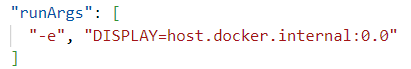 "runArgs": [
"-e", "DISPLAY=host.docker.internal:0.0"
]